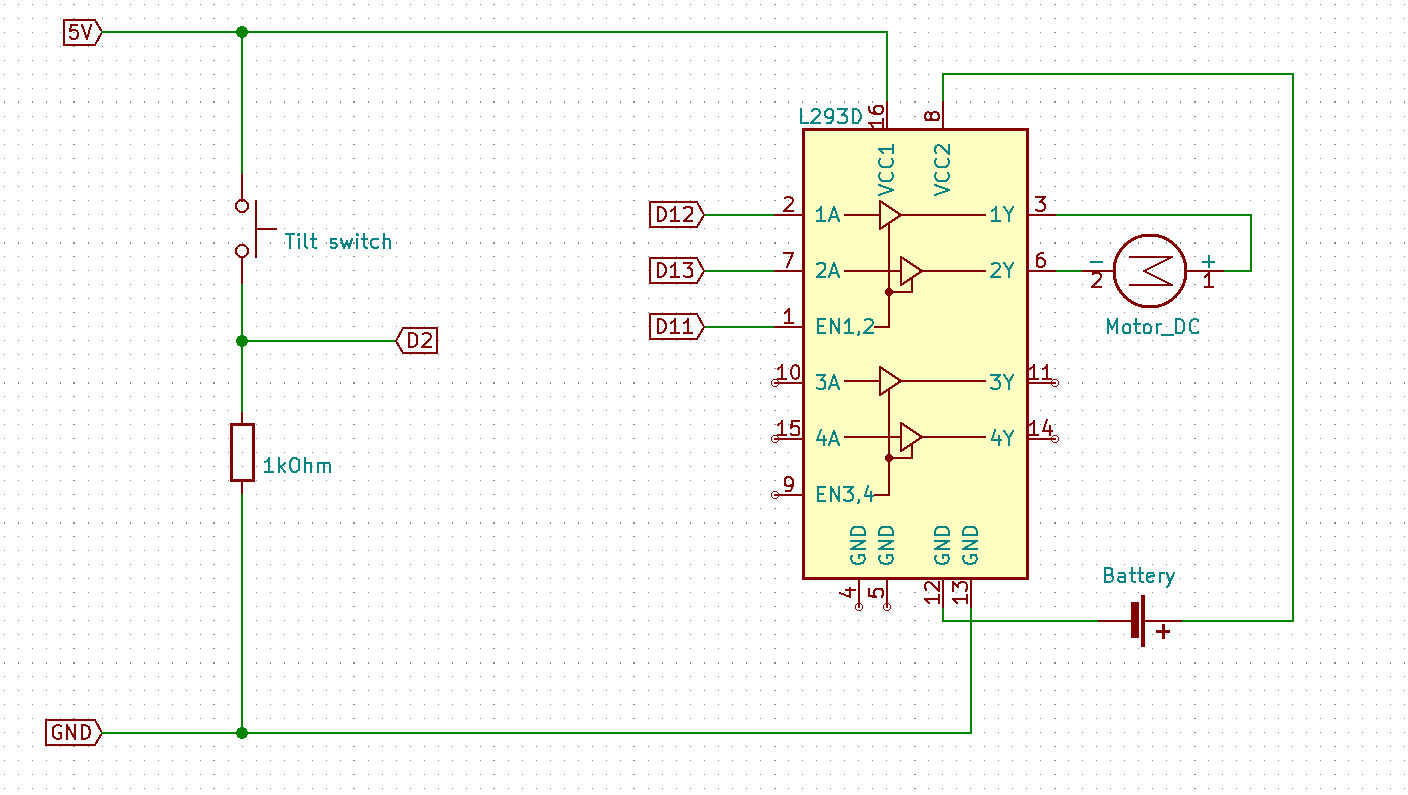 5V
L293D
16
8
VCC1
VCC2
D12
2
1A
1Y
3
Tilt switch
D13
7
2A
2Y
6
-
2
+
1
Motor_DC
D11
1
EN1,2
D2
10
3A
3Y
11
15
4A
4Y
14
1kOhm
9
EN3,4
GND
GND
GND
GND
4
5
12
13
Battery
+
GND